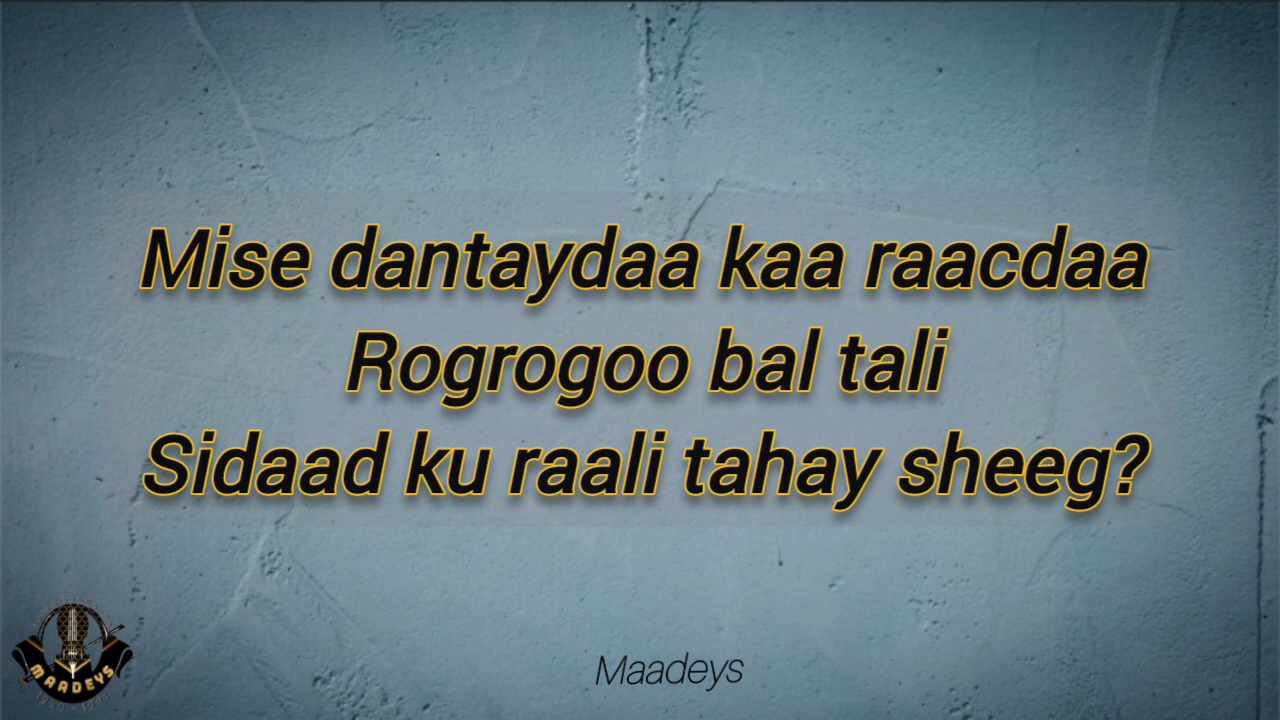 Mise dantaydaa kaa raacdaa
Rogrogoo bal tali
Sidaad ku raali tahay sheeg?
Maadeys
MAADEYS